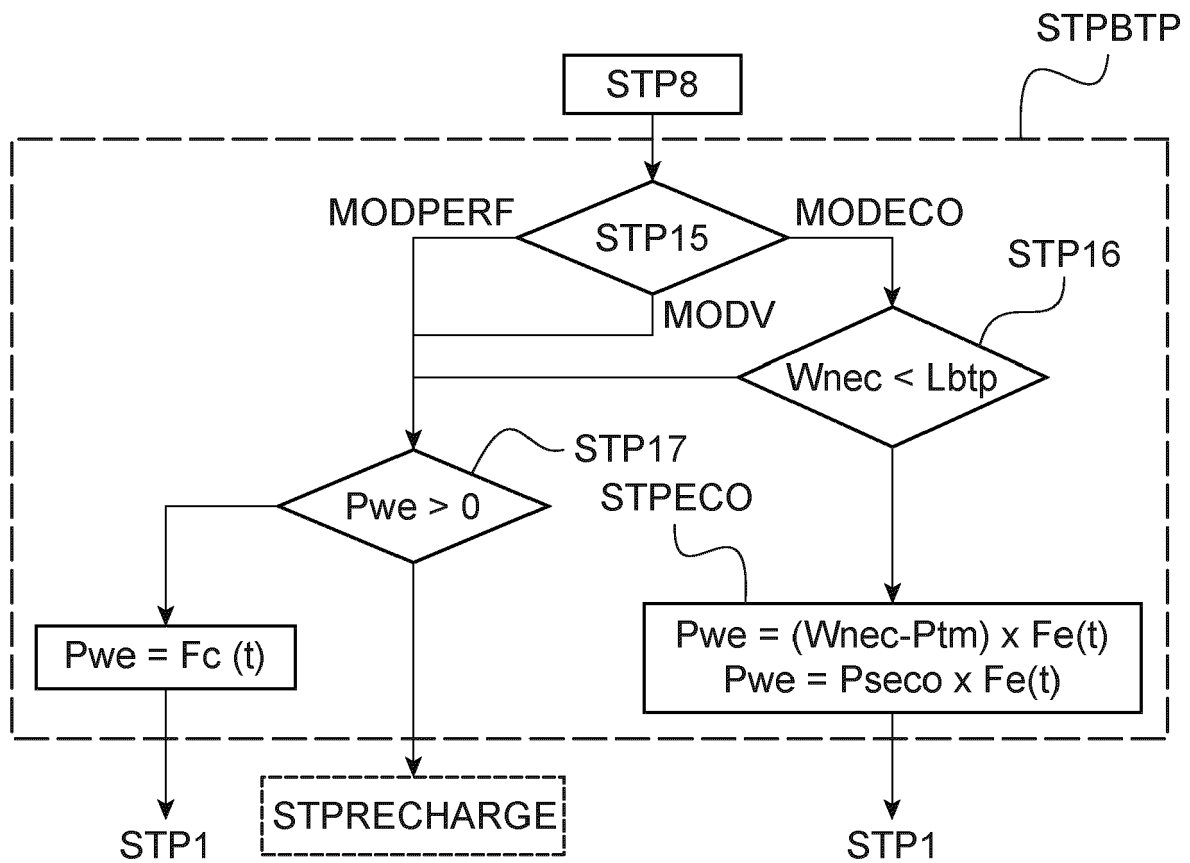 STPBTP
STP8
MODPERF
STP15
MODECO
STP16
MODV
Wnec < Lbtp
STP17
Pwe > 0
STPECO
Pwe = Fc (t)
Pwe = (Wnec-Ptm) x Fe(t)
Pwe = Pseco x Fe(t)
STPRECHARGE
STP1
STP1